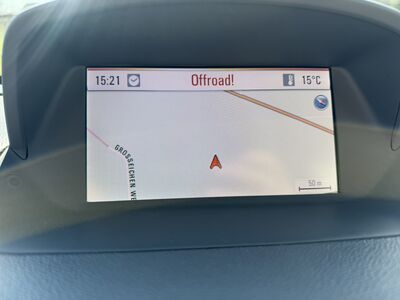 15:21 Offroad! 15°C
GROSSEICHEN WE
50 m